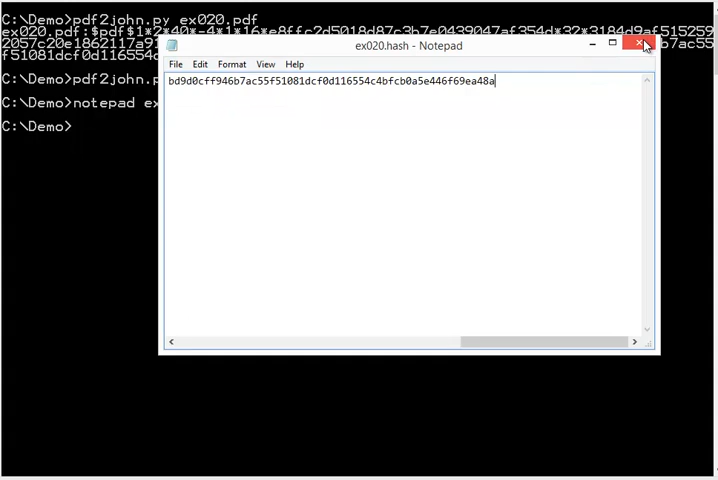 C:\Demo>pdf2john.py ex020.pdf
ex020.pdf:$pdf$1*2*40*-4*1*16*e8ffc2d5018d87c3b7e0439047af354d*32*3184d9af515259
2057c20e1862117a91
b7ac55
f51081dcf0d116554c
C:\Demo>pdf2john.p
C:\Demo>notepad ex
C:\Demo>
ex020.hash - Notepad
File Edit Format View Help
bd9d0cff946b7ac55f51081dcf0d116554c4bfcb0a5e446f69ea48a